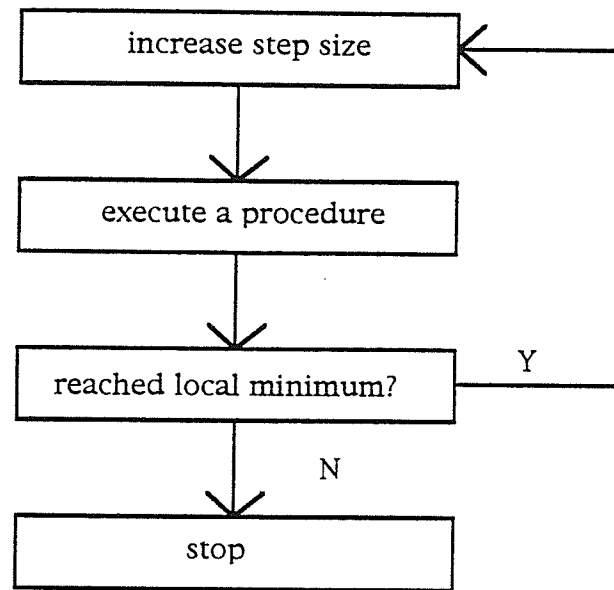 increase step size
execute a procedure
reached local minimum?
Y
N
stop